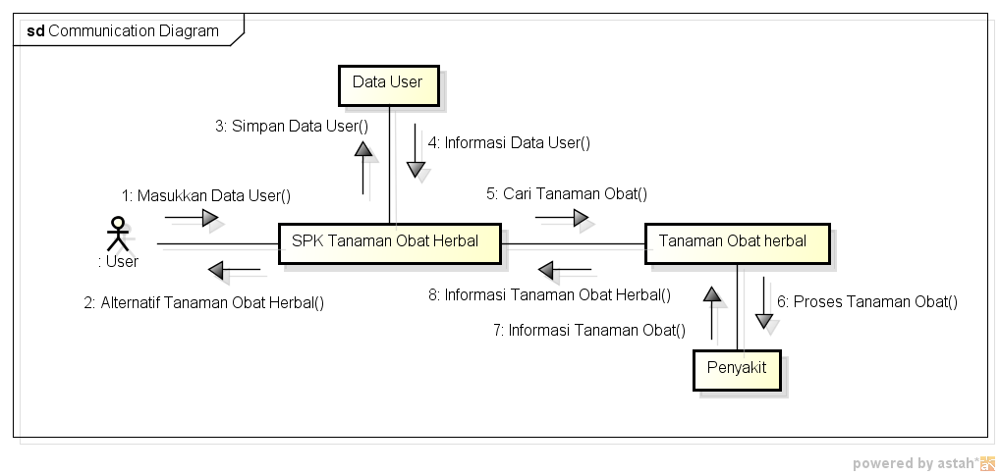 sd Communication Diagram
Data User
3: Simpan Data User()
4: Informasi Data User()
1: Masukkan Data User()
5: Cari Tanaman Obat()
SPK Tanaman Obat Herbal
Tanaman Obat herbal
: User
2: Alternatif Tanaman Obat Herbal()
8: Informasi Tanaman Obat Herbal()
6: Proses Tanaman Obat()
7: Informasi Tanaman Obat()
Penyakit
powered by astah*